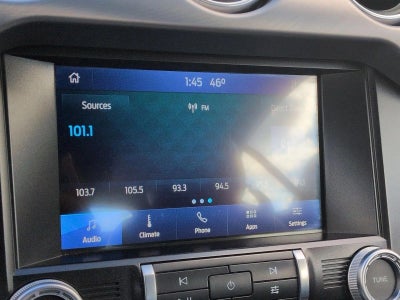 1:45 46°
Sources FM
101.1
103.7 105.5 93.3 94.5
Audio Climate Phone Apps Settings
TUNE